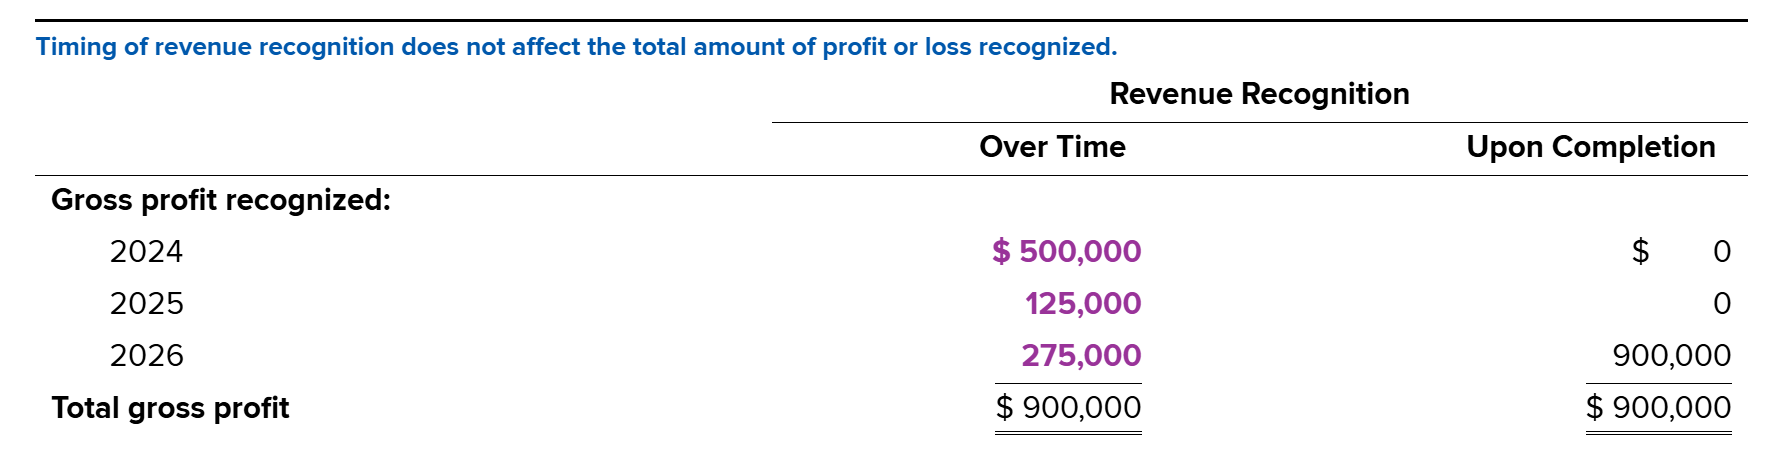 Timing of revenue recognition does not affect the total amount of profit or loss recognized.
Revenue Recognition
Over Time Upon Completion
Gross profit recognized:
2024 $ 500,000 $ 0
2025 125,000 0
2026 275,000 900,000
Total gross profit $ 900,000 $ 900,000